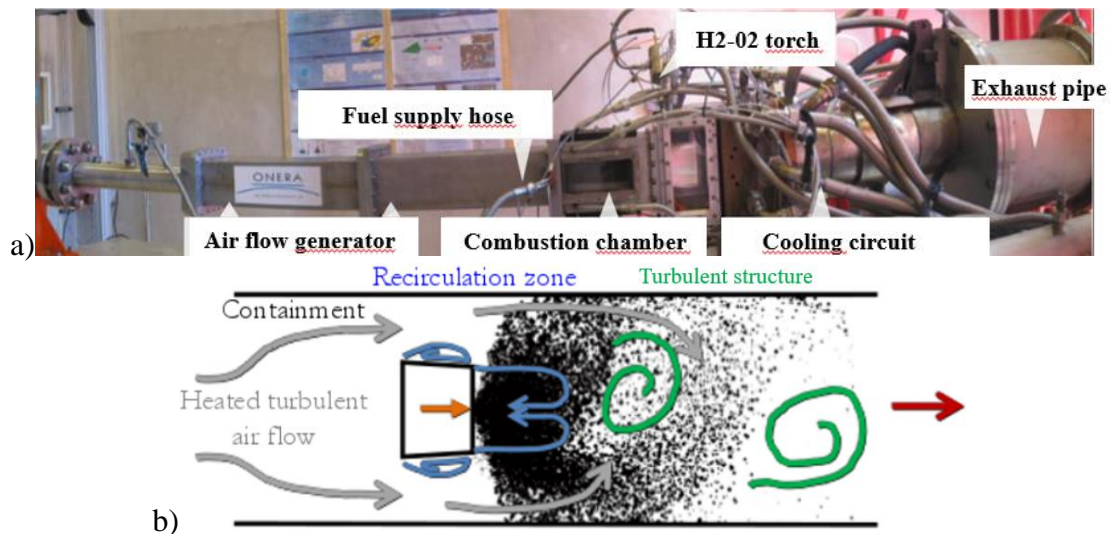 H2-02 torch
Exhaust pipe
Fuel supply hose
ONERA
Air flow generator
Combustion chamber
Cooling circuit
a)
Recirculation zone
Turbulent structure
Containment
Heated turbulent
air flow
b)